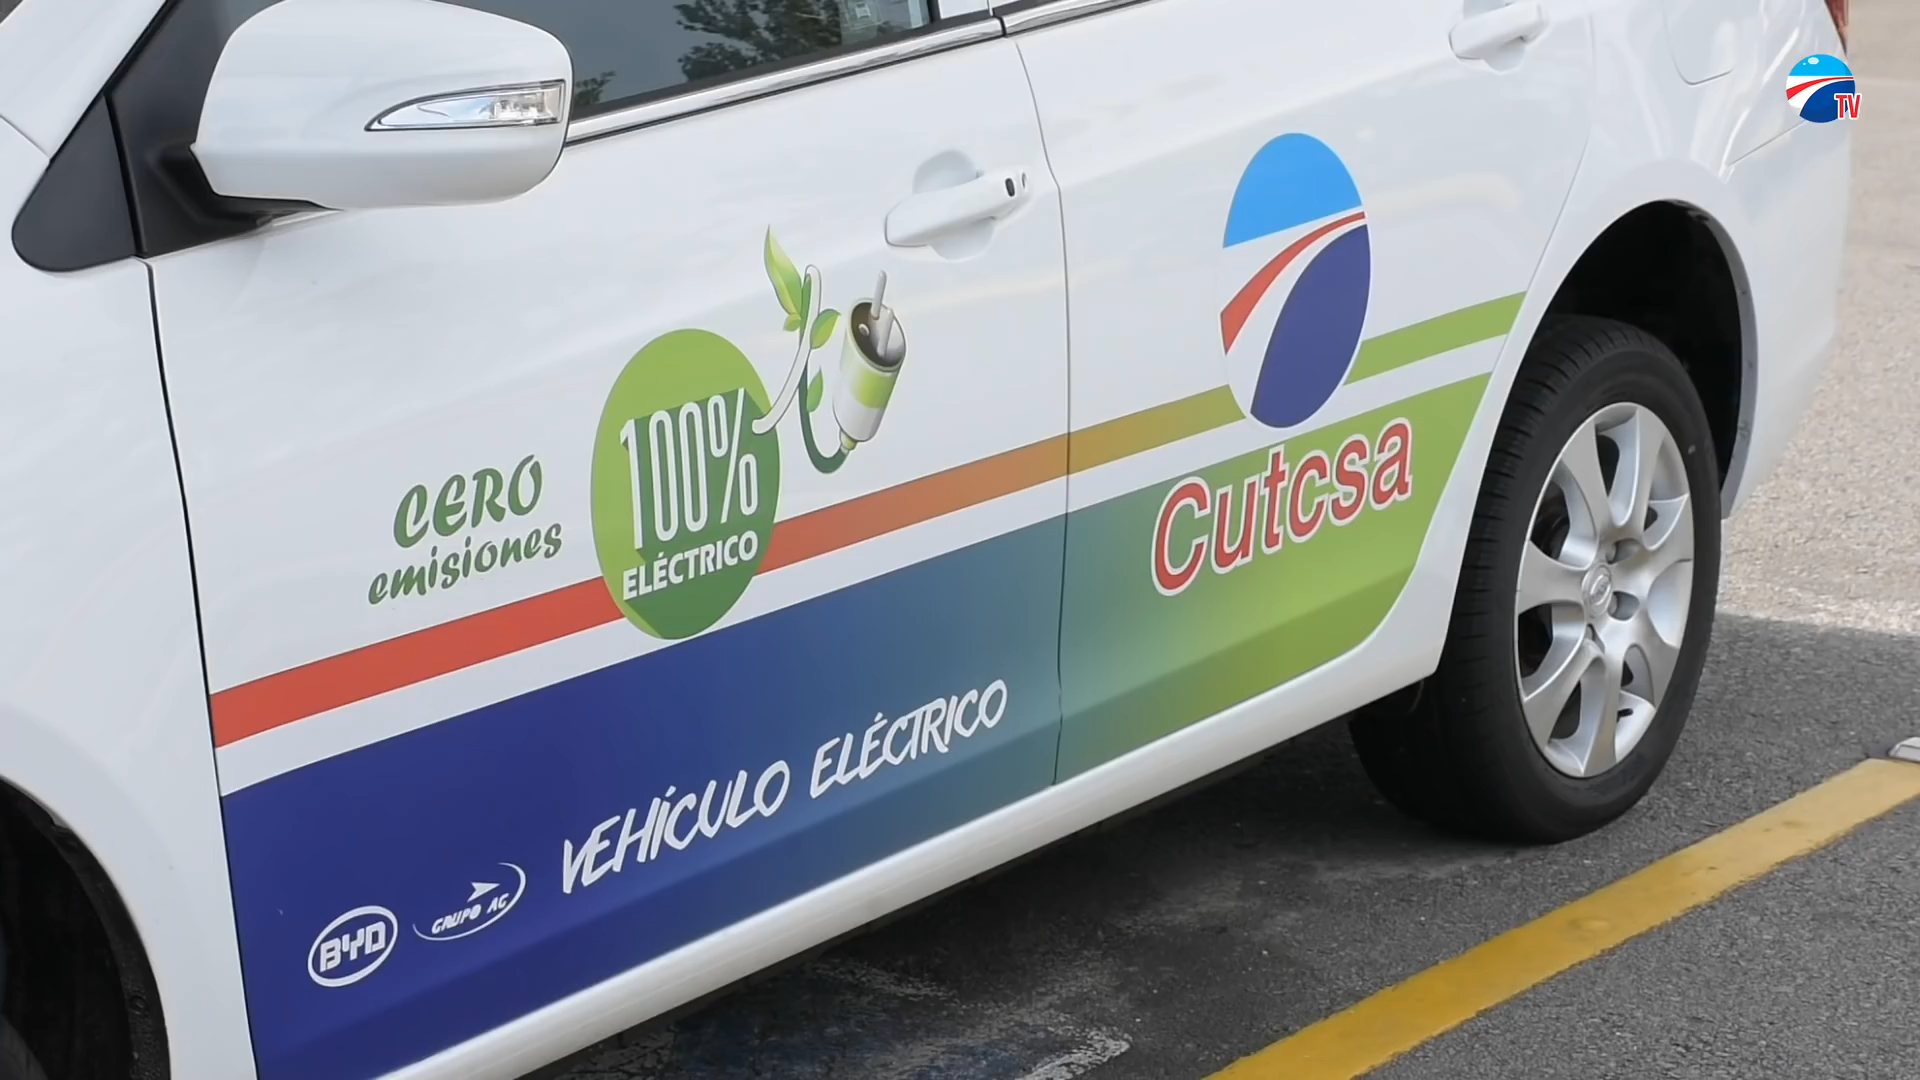 TV
CERO
emisiones
100%
ELÉCTRICO
Cutcsa
VEHÍCULO ELÉCTRICO
BYD
GRUPO AC